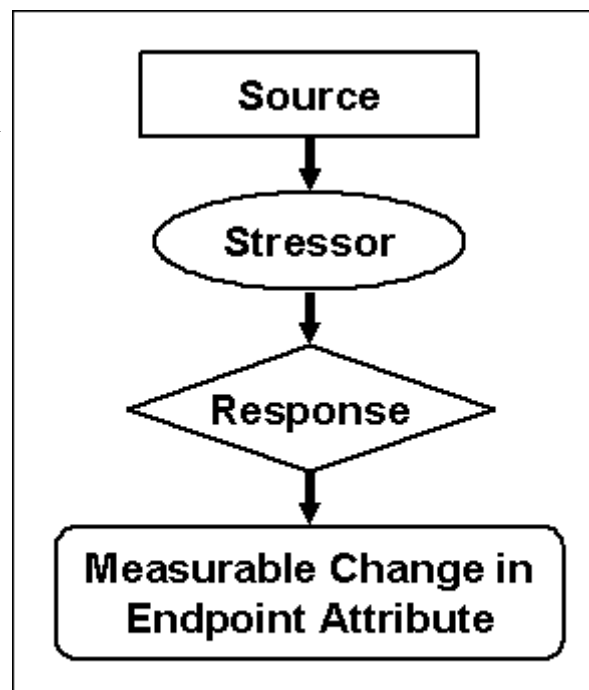 Source
Stressor
Response
Measurable Change in
Endpoint Attribute